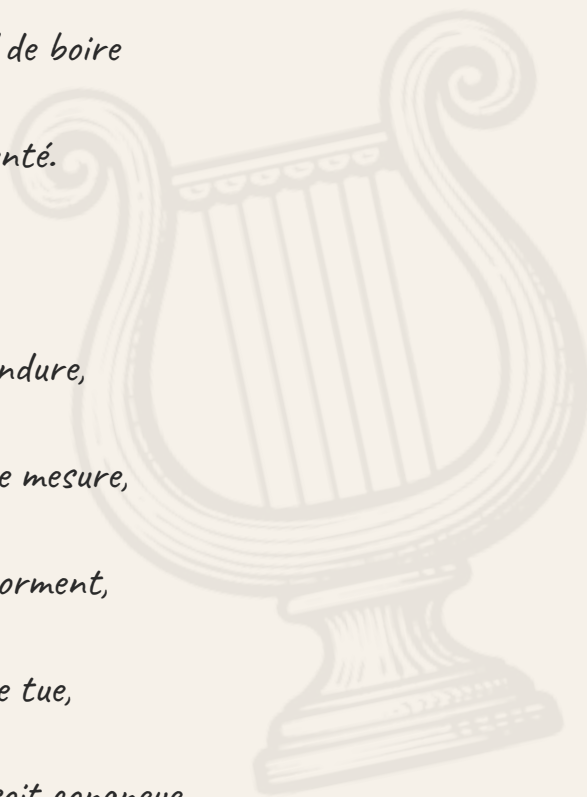 de boire
nté.
ndure,
e mesure,
orment,
e tue,